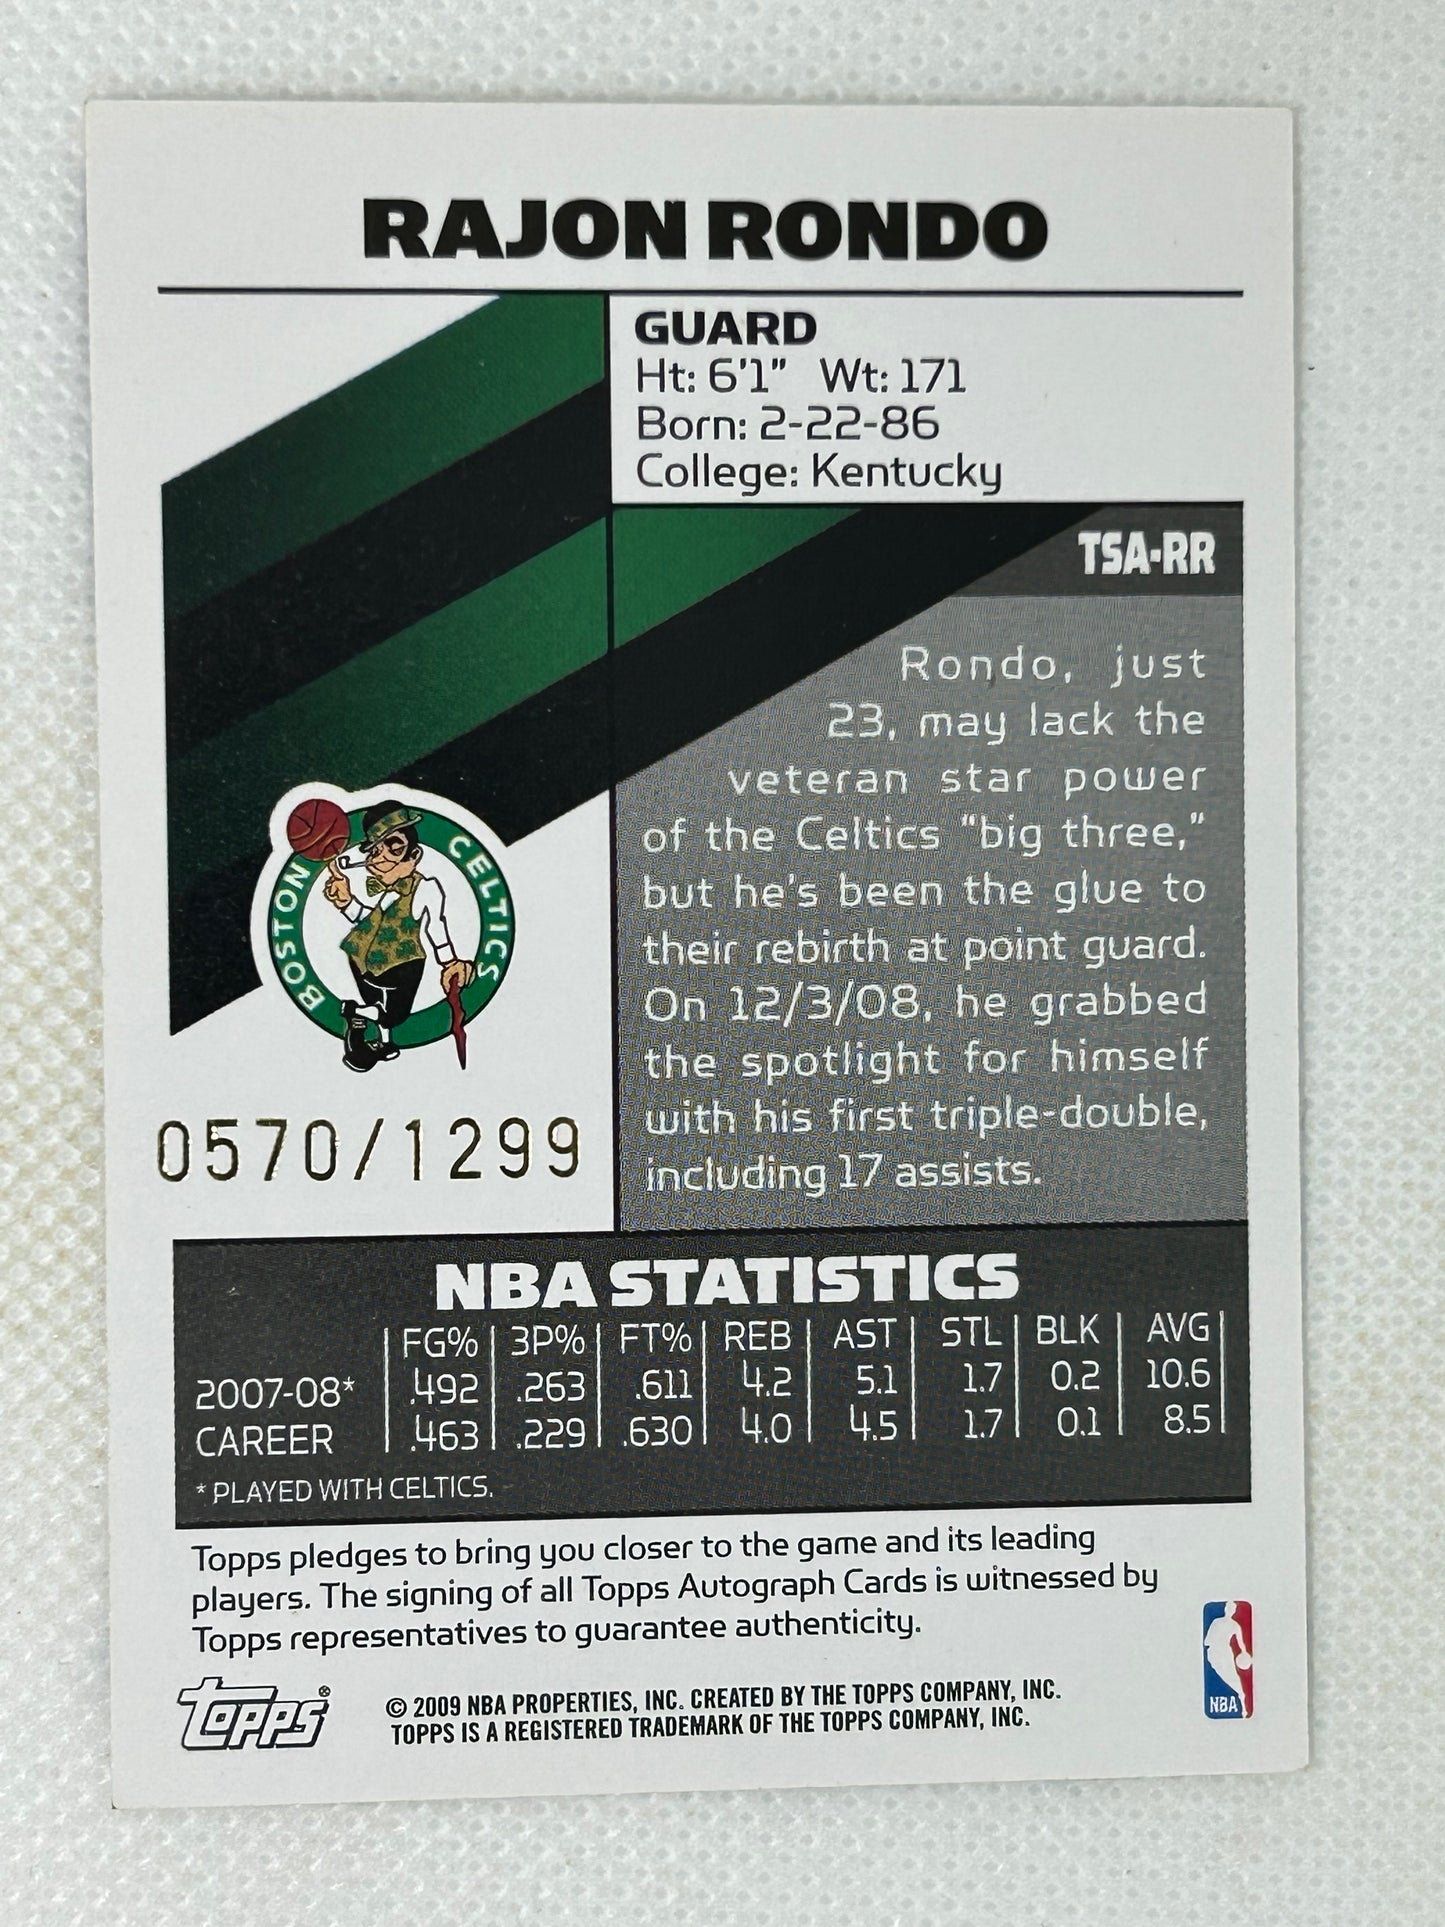 RAJON RONDO
GUARD
Ht: 6'1" Wt: 171
Born: 2-22-86
College: Kentucky
TSA-RR
Rondo, just
23, may lack the
veteran star power
of the Celtics "big three,"
but he's been the glue to
their rebirth at point guard.
On 12/3/08, he grabbed
the spotlight for himself
with his first triple-double,
including 17 assists.
BOSTON CELTICS
0570/1299
NBA STATISTICS
FG% 3P% FT% REB AST STL BLK AVG
2007-08* .492 .263 .611 4.2 5.1 1.7 0.2 10.6
CAREER .463 .229 .630 4.0 4.5 1.7 0.1 8.5
* PLAYED WITH CELTICS.
Topps pledges to bring you closer to the game and its leading
players. The signing of all Topps Autograph Cards is witnessed by
Topps representatives to guarantee authenticity.
Topps®
© 2009 NBA PROPERTIES, INC. CREATED BY THE TOPPS COMPANY, INC.
TOPPS IS A REGISTERED TRADEMARK OF THE TOPPS COMPANY, INC.
NBA